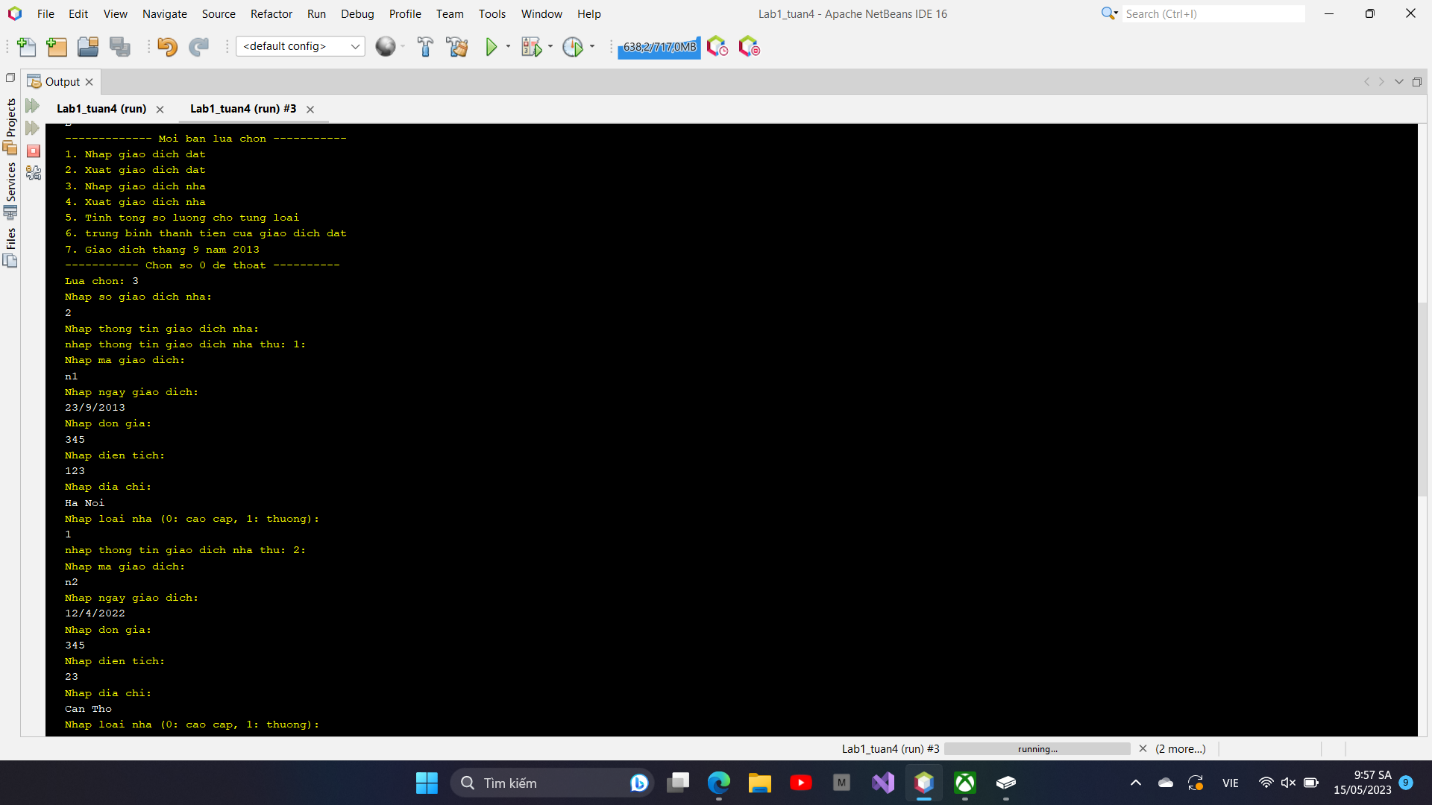 File Edit View Navigate Source Refactor Run Debug Profile Team Tools Window Help
Lab1_tuan4 - Apache NetBeans IDE 16
Search (Ctrl+I)
<default config>
638,2/717,0MB
Output
Lab1_tuan4 (run)
Lab1_tuan4 (run) #3
Projects
Services
Files
------------- Moi ban lua chon -----------
1. Nhap giao dich dat
2. Xuat giao dich dat
3. Nhap giao dich nha
4. Xuat giao dich nha
5. Tinh tong so luong cho tung loai
6. trung binh thanh tien cua giao dich dat
7. Giao dich thang 9 nam 2013
----------- Chon so 0 de thoat ----------
Lua chon: 3
Nhap so giao dich nha:
2
Nhap thong tin giao dich nha:
nhap thong tin giao dich nha thu: 1:
Nhap ma giao dich:
n1
Nhap ngay giao dich:
23/9/2013
Nhap don gia:
345
Nhap dien tich:
123
Nhap dia chi:
Ha Noi
Nhap loai nha (0: cao cap, 1: thuong):
1
nhap thong tin giao dich nha thu: 2:
Nhap ma giao dich:
n2
Nhap ngay giao dich:
12/4/2022
Nhap don gia:
345
Nhap dien tich:
23
Nhap dia chi:
Can Tho
Nhap loai nha (0: cao cap, 1: thuong):
Lab1_tuan4 (run) #3
running...
(2 more...)
Tìm kiếm
M
VIE
9:57 SA
15/05/2023
9